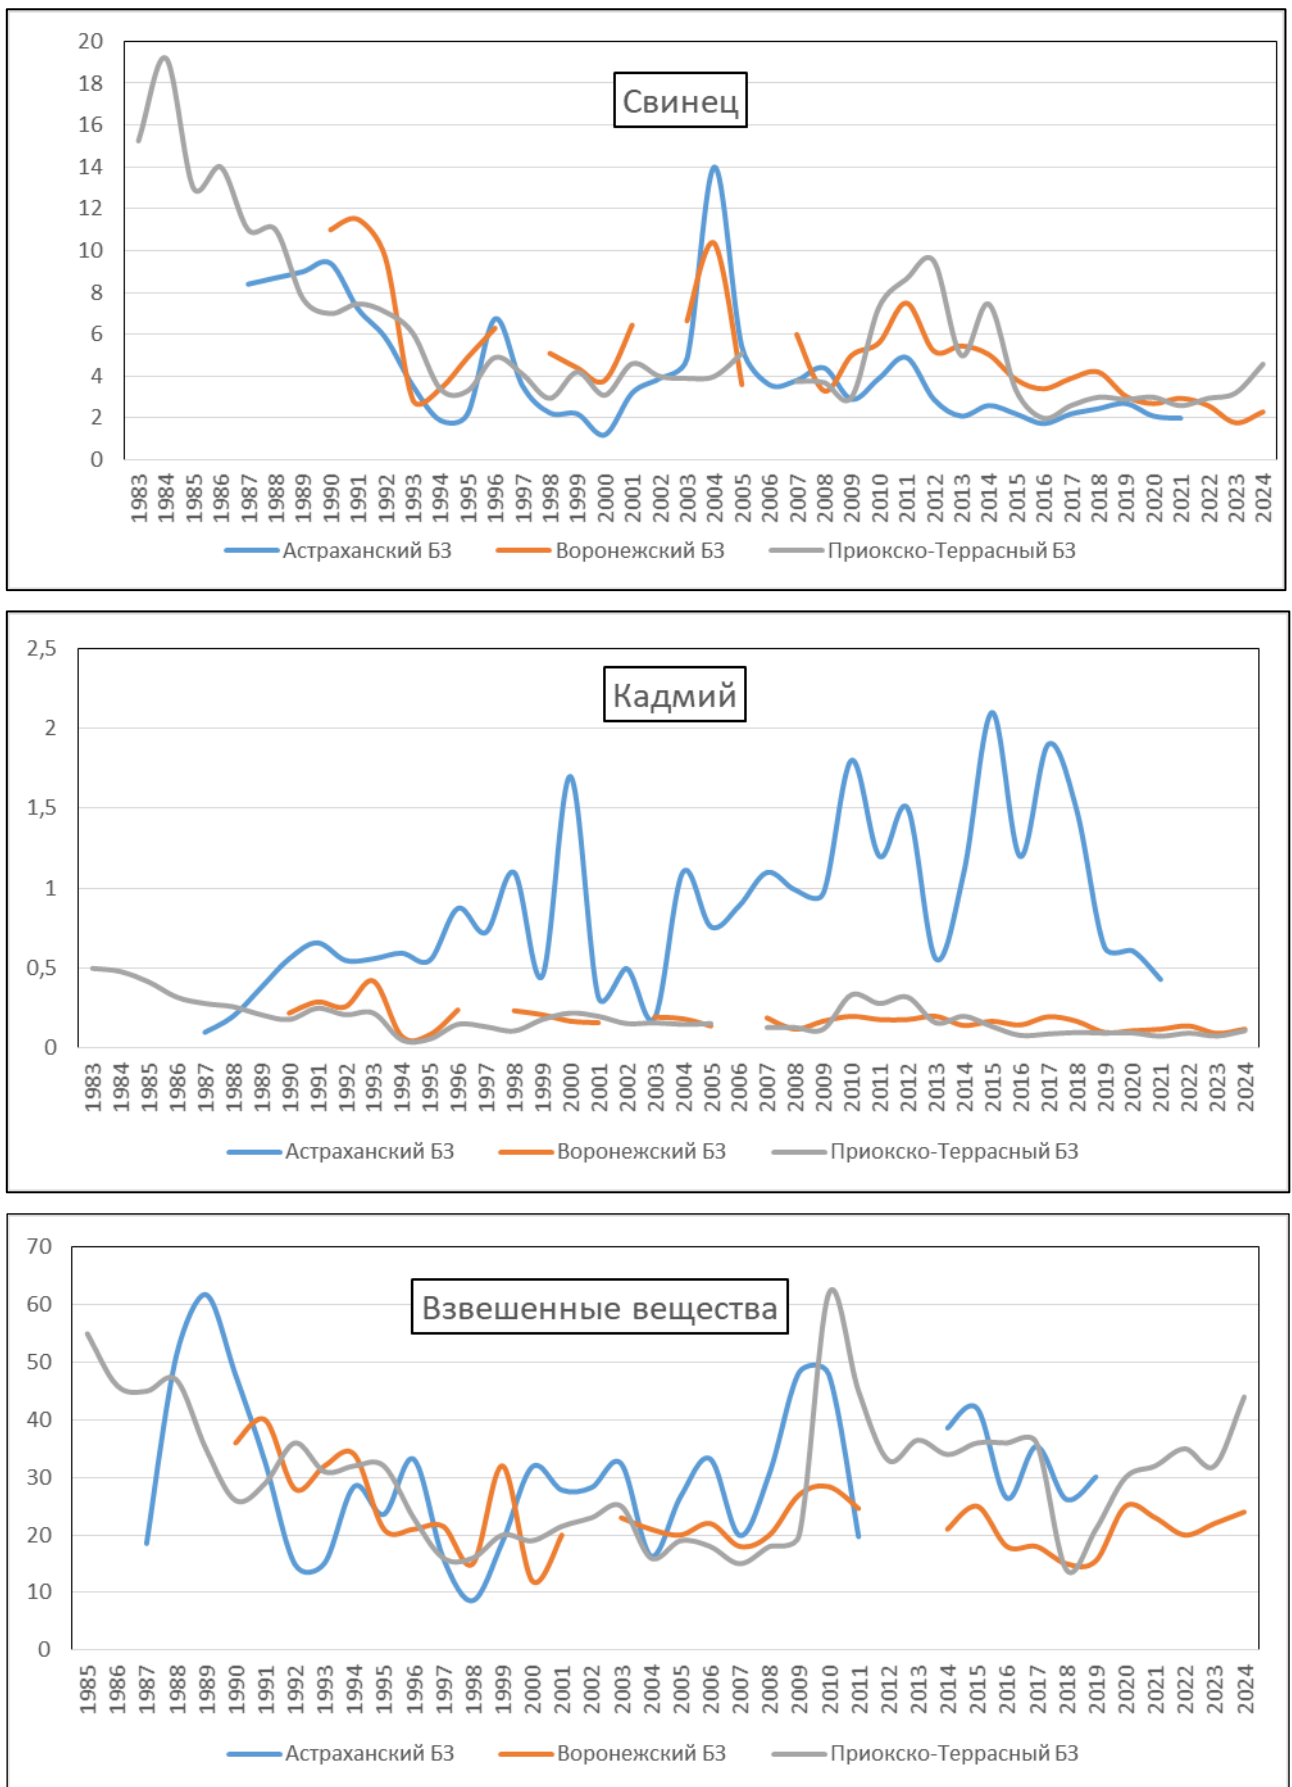 Свинец
20
18
16
14
12
10
8
6
4
2
0
1983 1984 1985 1986 1987 1988 1989 1990 1991 1992 1993 1994 1995 1996 1997 1998 1999 2000 2001 2002 2003 2004 2005 2006 2007 2008 2009 2010 2011 2012 2013 2014 2015 2016 2017 2018 2019 2020 2021 2022 2023 2024
Астраханский БЗ Воронежский БЗ Приокско-Террасный БЗ
Кадмий
2,5
2
1,5
1
0,5
0
1983 1984 1985 1986 1987 1988 1989 1990 1991 1992 1993 1994 1995 1996 1997 1998 1999 2000 2001 2002 2003 2004 2005 2006 2007 2008 2009 2010 2011 2012 2013 2014 2015 2016 2017 2018 2019 2020 2021 2022 2023 2024
Астраханский БЗ Воронежский БЗ Приокско-Террасный БЗ
Взвешенные вещества
70
60
50
40
30
20
10
0
1985 1986 1987 1988 1989 1990 1991 1992 1993 1994 1995 1996 1997 1998 1999 2000 2001 2002 2003 2004 2005 2006 2007 2008 2009 2010 2011 2012 2013 2014 2015 2016 2017 2018 2019 2020 2021 2022 2023 2024
Астраханский БЗ Воронежский БЗ Приокско-Террасный БЗ